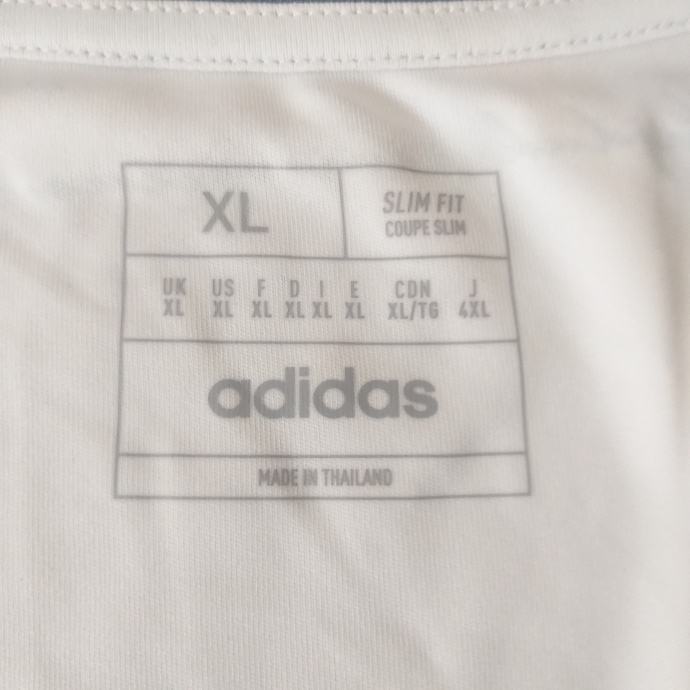 XL
SLIM FIT
COUPE SLIM
UK US F D I E CDN J
XL XL XL XL XL XL XL/TG 4XL
adidas
MADE IN THAILAND